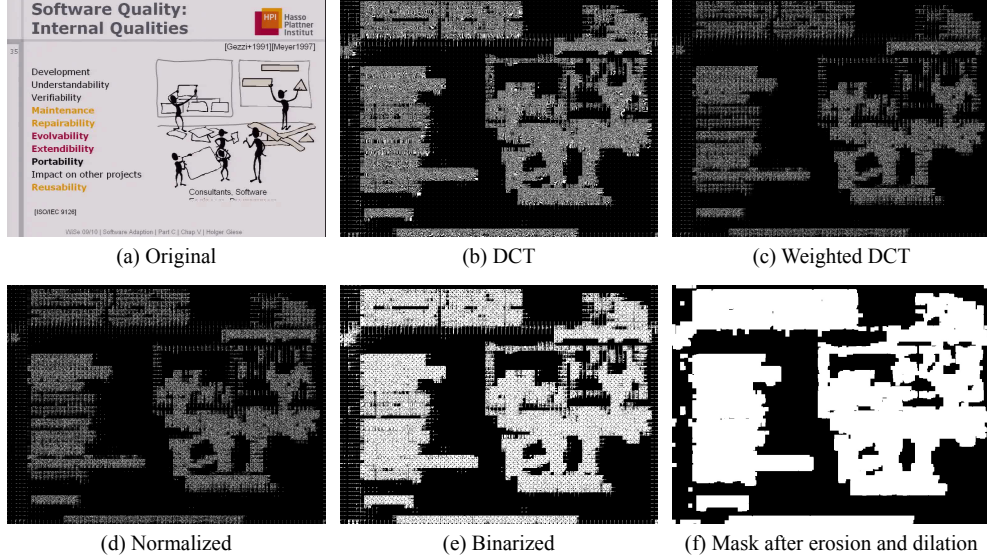 Software Quality:
Internal Qualities
HPI
Hasso
Plattner
Institut
[Gezzi+1991][Meyer1997]
35
Development
Understandability
Verifiability
Maintenance
Repairability
Evolvability
Extendibility
Portability
Impact on other projects
Reusability
Consultants, Software
[ISO/IEC 9126]
WiSe 09/10 | Software Adaption | Part C | Chap V | Holger Giese
(a) Original
(b) DCT
(c) Weighted DCT
(d) Normalized
(e) Binarized
(f) Mask after erosion and dilation